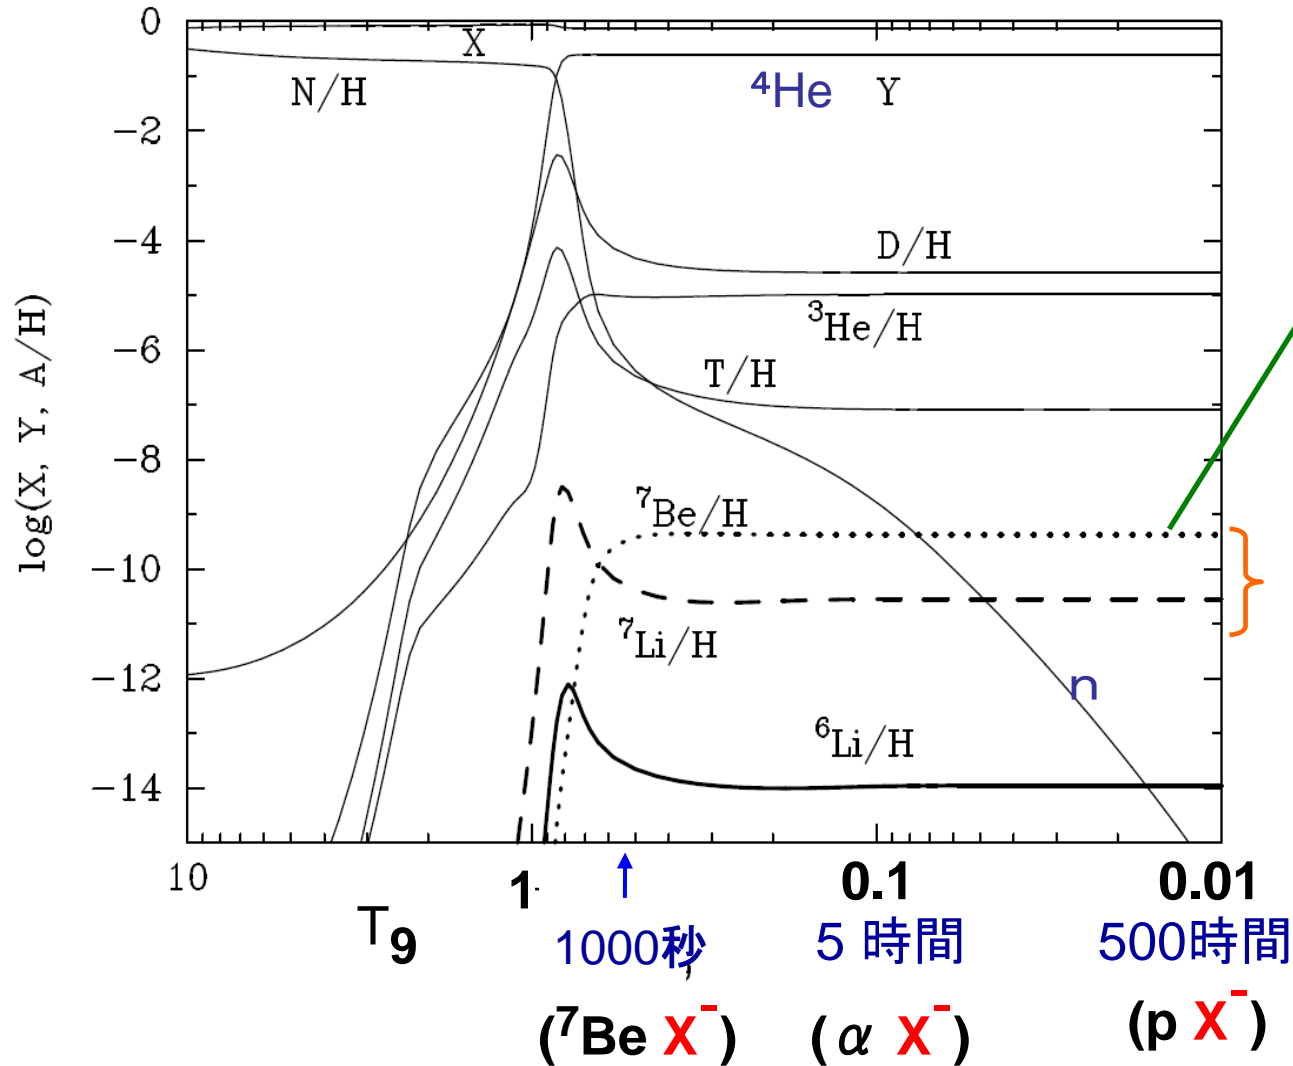 0
X
N/H
⁴He Y
-2
-4
D/H
³He/H
-6
T/H
log(X, Y, A/H)
-8
⁷Be/H
-10
⁷Li/H
-12
n
⁶Li/H
-14
10 1 0.1 0.01
T₉
1000秒 5 時間 500時間
(⁷Be X⁻) (α X⁻) (p X⁻)